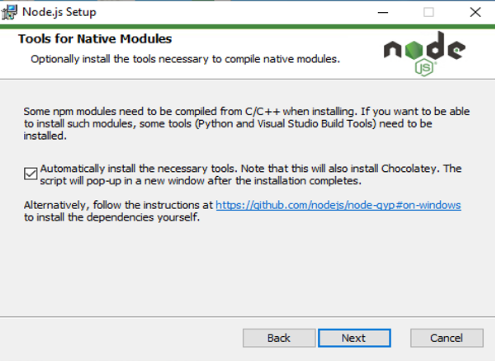 Node.js Setup
Tools for Native Modules
Optionally install the tools necessary to compile native modules.
node
JS
Some npm modules need to be compiled from C/C++ when installing. If you want to be able
to install such modules, some tools (Python and Visual Studio Build Tools) need to be
installed.
Automatically install the necessary tools. Note that this will also install Chocolatey. The
script will pop-up in a new window after the installation completes.
Alternatively, follow the instructions at https://github.com/nodejs/node-gyp#on-windows
to install the dependencies yourself.
Back Next Cancel